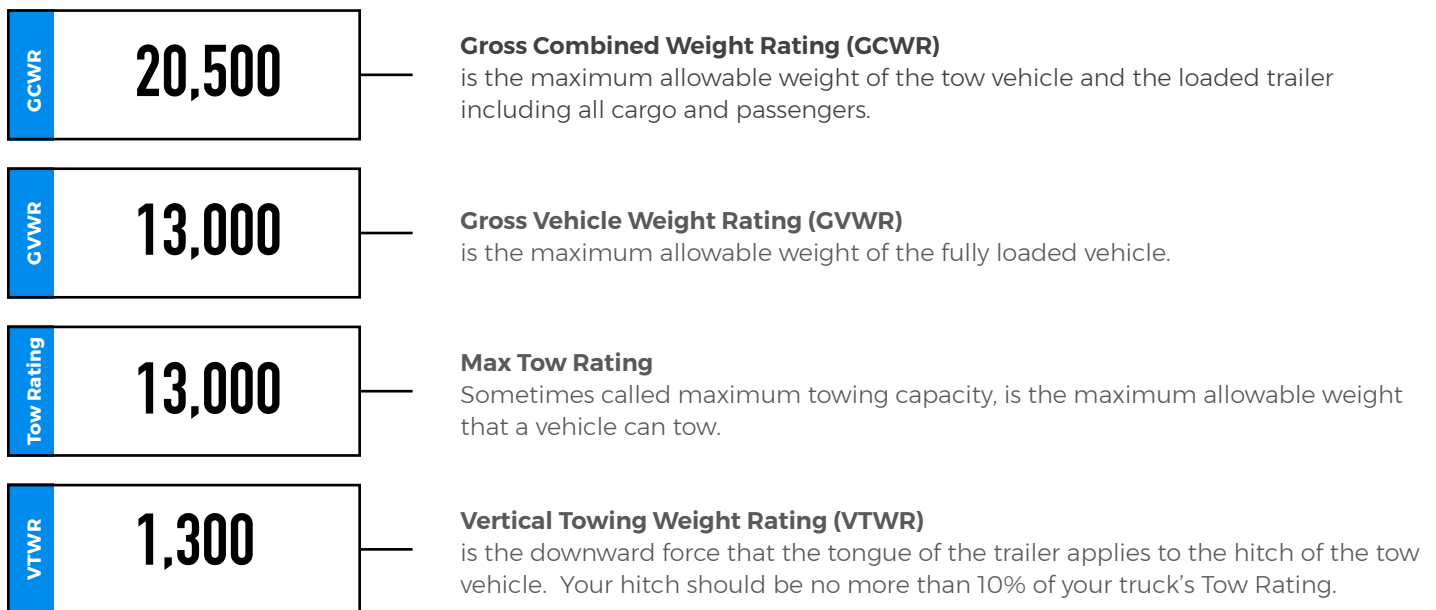 GCWR
20,500
Gross Combined Weight Rating (GCWR)
is the maximum allowable weight of the tow vehicle and the loaded trailer
including all cargo and passengers.
GVWR
13,000
Gross Vehicle Weight Rating (GVWR)
is the maximum allowable weight of the fully loaded vehicle.
Tow Rating
13,000
Max Tow Rating
Sometimes called maximum towing capacity, is the maximum allowable weight
that a vehicle can tow.
VTWR
1,300
Vertical Towing Weight Rating (VTWR)
is the downward force that the tongue of the trailer applies to the hitch of the tow
vehicle.  Your hitch should be no more than 10% of your truck's Tow Rating.